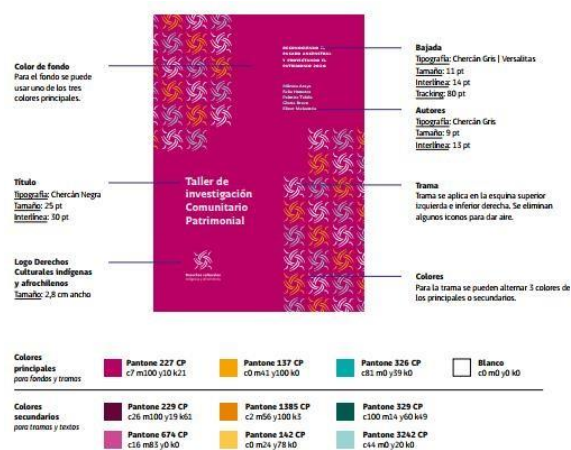 Color de fondo
Para el fondo se puede
usar uno de los tres
colores principales.
Título
Tipografía: Chercán Negra
Tamaño: 25 pt
Interlínea: 30 pt
Logo Derechos
Culturales indígenas
y afrochilenos
Tamaño: 2,8 cm ancho
Taller de
investigación
Comunitario
Patrimonial
Bajada
Tipografía: Chercán Gris | Versalitas
Tamaño: 11 pt
Interlínea: 14 pt
Tracking: 80 pt
Autores
Tipografía: Chercán Gris
Tamaño: 9 pt
Interlínea: 13 pt
Trama
Trama se aplica en la esquina superior
izquierda e inferior derecha. Se eliminan
algunos iconos para dar aire.
Colores
Para la trama se pueden alternar 3 colores de
los principales o secundarios.
Colores
principales
para fondos y tramas
Pantone 227 CP
c7 m100 y10 k21
Pantone 137 CP
c0 m41 y100 k0
Pantone 326 CP
c81 m0 y39 k0
Blanco
c0 m0 y0 k0
Colores
secundarios
para tramas y textos
Pantone 229 CP
c26 m100 y19 k61
Pantone 1385 CP
c2 m56 y100 k3
Pantone 329 CP
c100 m14 y60 k49
Pantone 674 CP
c16 m83 y0 k0
Pantone 142 CP
c0 m24 y78 k0
Pantone 3242 CP
c44 m0 y20 k0